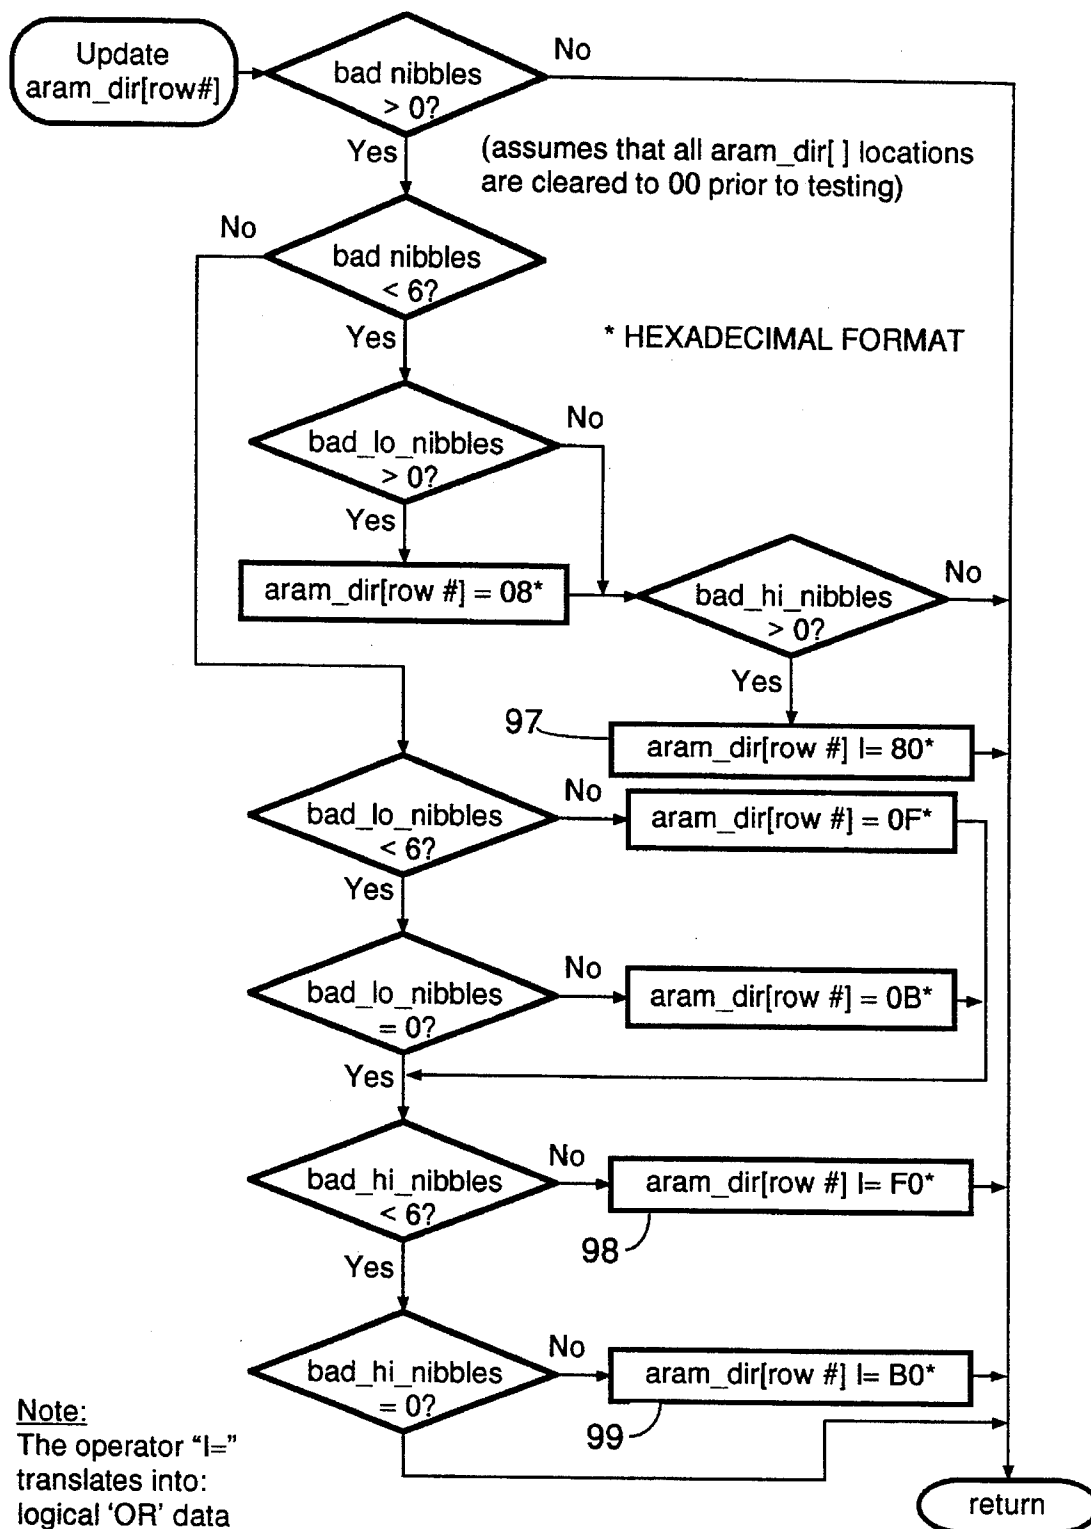 Update
aram_dir[row#]
bad nibbles
> 0?
No
Yes
(assumes that all aram_dir[ ] locations
are cleared to 00 prior to testing)
No
bad nibbles
< 6?
Yes
* HEXADECIMAL FORMAT
bad_lo_nibbles
> 0?
No
Yes
aram_dir[row #] = 08*
bad_hi_nibbles
> 0?
No
Yes
97
aram_dir[row #] |= 80*
bad_lo_nibbles
< 6?
No
aram_dir[row #] = 0F*
Yes
bad_lo_nibbles
= 0?
No
aram_dir[row #] = 0B*
Yes
bad_hi_nibbles
< 6?
No
aram_dir[row #] |= F0*
98
Yes
bad_hi_nibbles
= 0?
No
aram_dir[row #] |= B0*
99
Note:
The operator “|=”
translates into:
logical ‘OR’ data
return